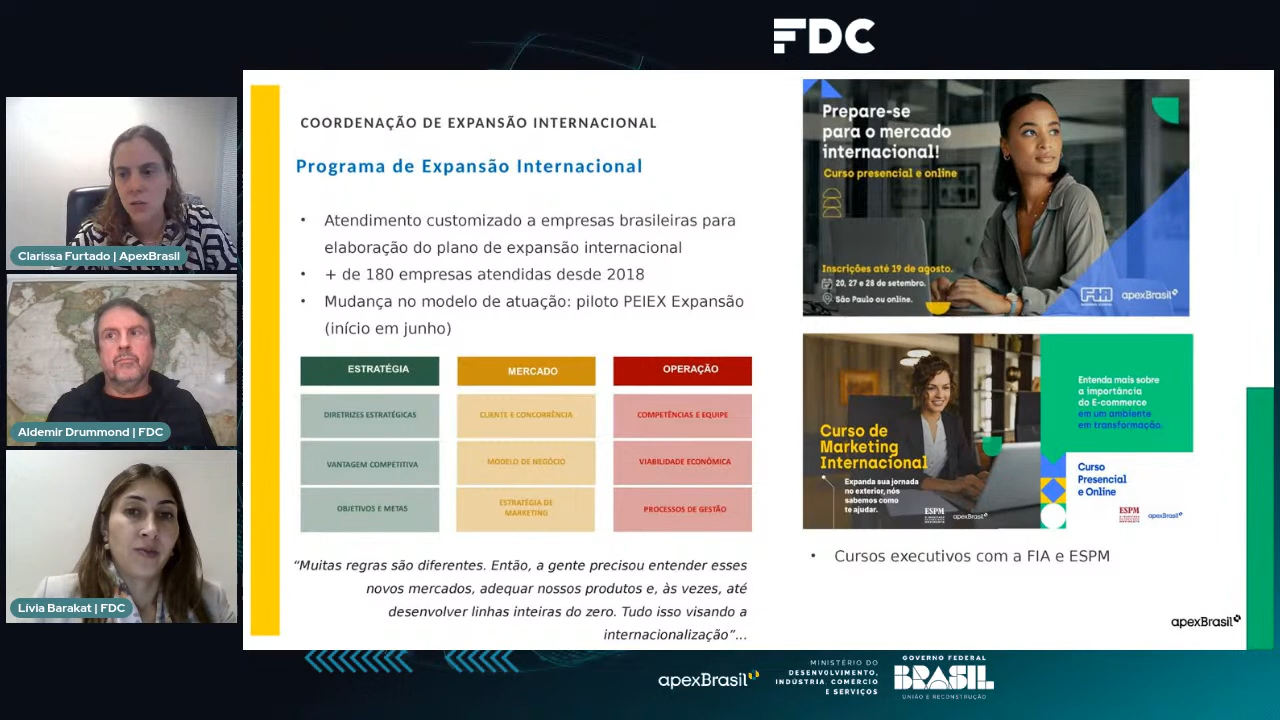 FDC
Clarissa Furtado | ApexBrasil
Aldemir Drummond | FDC
Lívia Barakat | FDC
COORDENAÇÃO DE EXPANSÃO INTERNACIONAL
Programa de Expansão Internacional
• Atendimento customizado a empresas brasileiras para
elaboração do plano de expansão internacional
• + de 180 empresas atendidas desde 2018
• Mudança no modelo de atuação: piloto PEIEX Expansão
(início em junho)
ESTRATÉGIA
MERCADO
OPERAÇÃO
DIRETRIZES ESTRATÉGICAS
CLIENTE E CONCORRÊNCIA
COMPETÊNCIAS E EQUIPE
VANTAGEM COMPETITIVA
MODELO DE NEGÓCIO
VIABILIDADE ECONÔMICA
OBJETIVOS E METAS
ESTRATÉGIA DE
MARKETING
PROCESSOS DE GESTÃO
“Muitas regras são diferentes. Então, a gente precisou entender esses
novos mercados, adequar nossos produtos e, às vezes, até
desenvolver linhas inteiras do zero. Tudo isso visando a
internacionalização”...
Prepare-se
para o mercado
internacional!
Curso presencial e online
Inscrições até 19 de agosto.
20, 27 e 28 de setembro.
São Paulo ou online.
FIA
apexBrasil
Curso de
Marketing
Internacional
Expanda sua jornada
no exterior, nós
sabemos como
te ajudar.
ESPM
apexBrasil
Entenda mais sobre
a importância
do E-commerce
em um ambiente
em transformação.
Curso
Presencial
e Online
ESPM
apexBrasil
• Cursos executivos com a FIA e ESPM
apexBrasil
apexBrasil
MINISTÉRIO DO
DESENVOLVIMENTO,
INDÚSTRIA, COMÉRCIO
E SERVIÇOS
GOVERNO FEDERAL
BRASIL
UNIÃO E RECONSTRUÇÃO